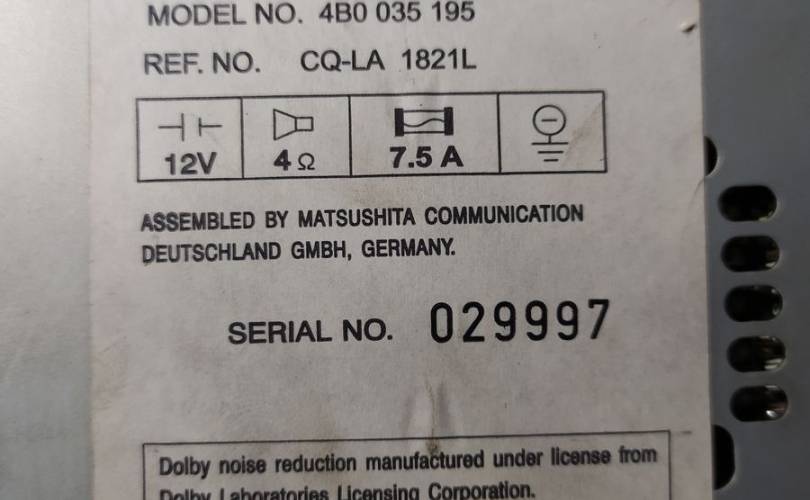 MODEL NO. 4B0 035 195
REF. NO. CQ-LA 1821L
12V 4 Ω 7.5 A
ASSEMBLED BY MATSUSHITA COMMUNICATION
DEUTSCHLAND GMBH, GERMANY.
SERIAL NO. 029997
Dolby noise reduction manufactured under license from
Dolby Laboratories Licensing Corporation.